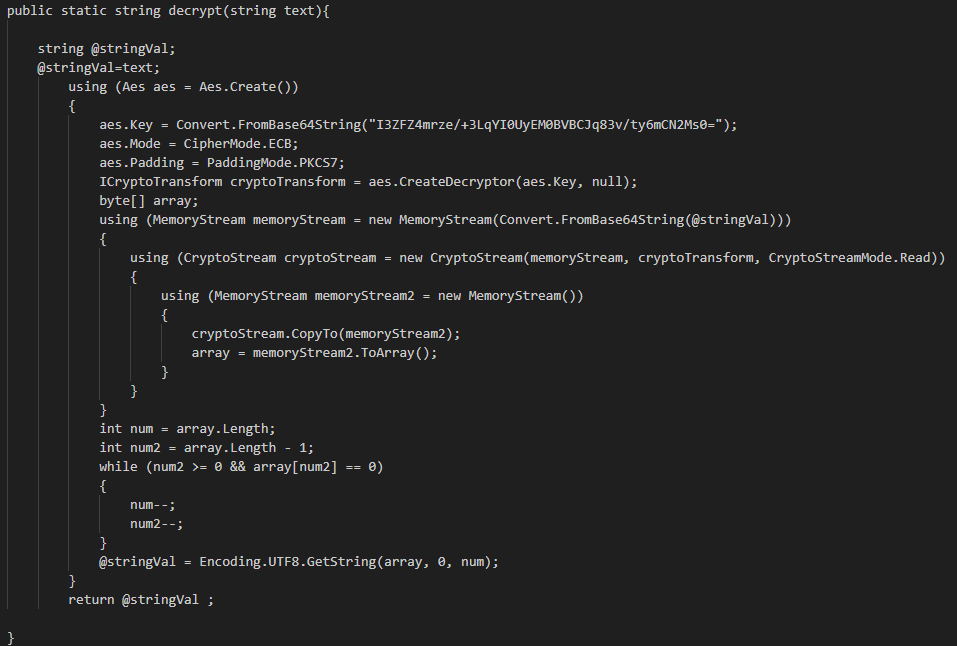 public static string decrypt(string text){
string @stringVal;
@stringVal=text;
using (Aes aes = Aes.Create())
{
aes.Key = Convert.FromBase64String("I3ZFZ4mrze/+3LqYI0UyEM0BVBCJq83v/ty6mCN2Ms0=");
aes.Mode = CipherMode.ECB;
aes.Padding = PaddingMode.PKCS7;
ICryptoTransform cryptoTransform = aes.CreateDecryptor(aes.Key, null);
byte[] array;
using (MemoryStream memoryStream = new MemoryStream(Convert.FromBase64String(@stringVal)))
{
using (CryptoStream cryptoStream = new CryptoStream(memoryStream, cryptoTransform, CryptoStreamMode.Read))
{
using (MemoryStream memoryStream2 = new MemoryStream())
{
cryptoStream.CopyTo(memoryStream2);
array = memoryStream2.ToArray();
}
}
}
int num = array.Length;
int num2 = array.Length - 1;
while (num2 >= 0 && array[num2] == 0)
{
num--;
num2--;
}
@stringVal = Encoding.UTF8.GetString(array, 0, num);
}
return @stringVal ;
}